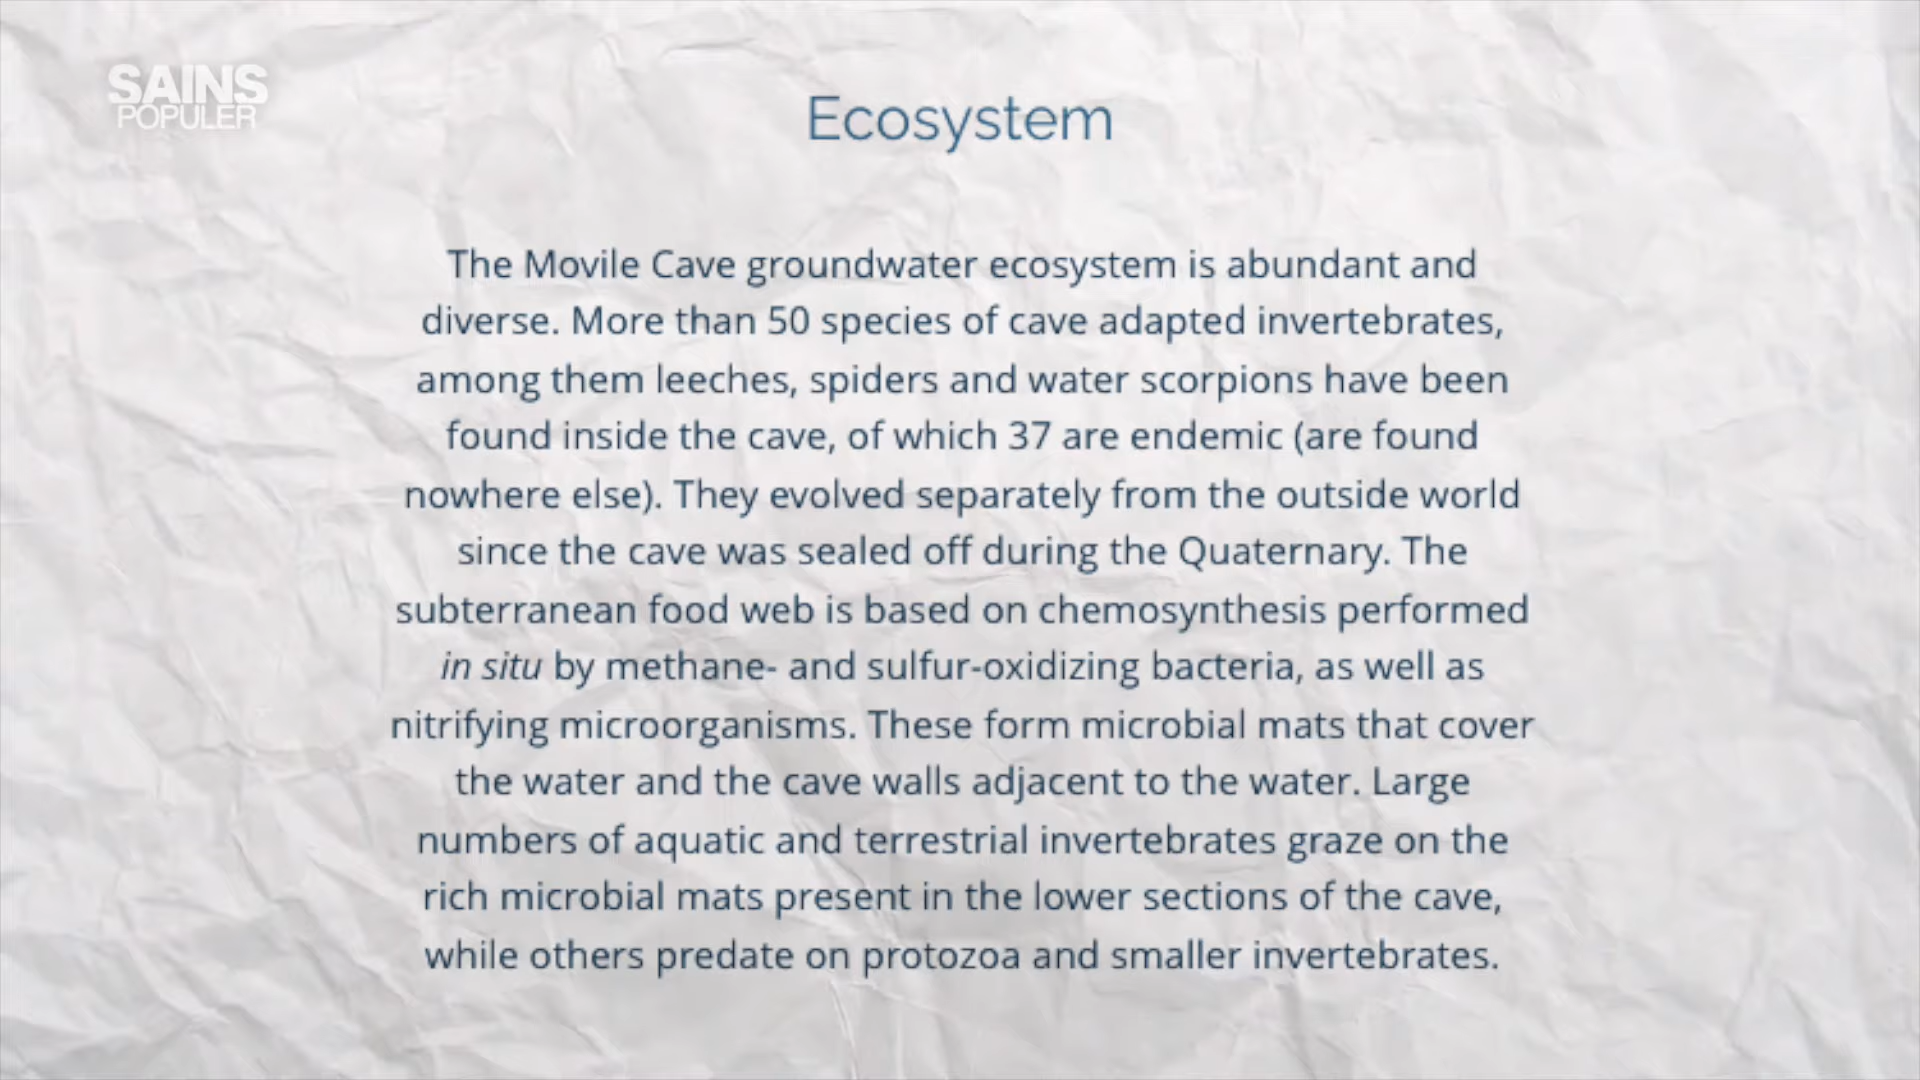 SAINS
POPULER
Ecosystem
The Movile Cave groundwater ecosystem is abundant and
diverse. More than 50 species of cave adapted invertebrates,
among them leeches, spiders and water scorpions have been
found inside the cave, of which 37 are endemic (are found
nowhere else). They evolved separately from the outside world
since the cave was sealed off during the Quaternary. The
subterranean food web is based on chemosynthesis performed
in situ by methane- and sulfur-oxidizing bacteria, as well as
nitrifying microorganisms. These form microbial mats that cover
the water and the cave walls adjacent to the water. Large
numbers of aquatic and terrestrial invertebrates graze on the
rich microbial mats present in the lower sections of the cave,
while others predate on protozoa and smaller invertebrates.